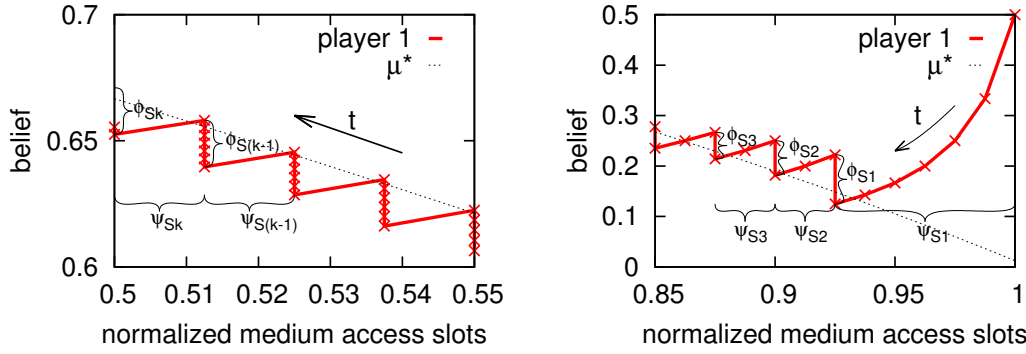 0.7
player 1
μ*
ϕSk
t
0.65
ϕS(k-1)
belief
ψSk
ψS(k-1)
0.6
0.5 0.51 0.52 0.53 0.54 0.55
normalized medium access slots
0.5
player 1
μ*
0.4
t
0.3
ϕS3
ϕS2
ϕS1
0.2
belief
0.1
ψS3
ψS2
ψS1
0
0.85 0.9 0.95 1
normalized medium access slots